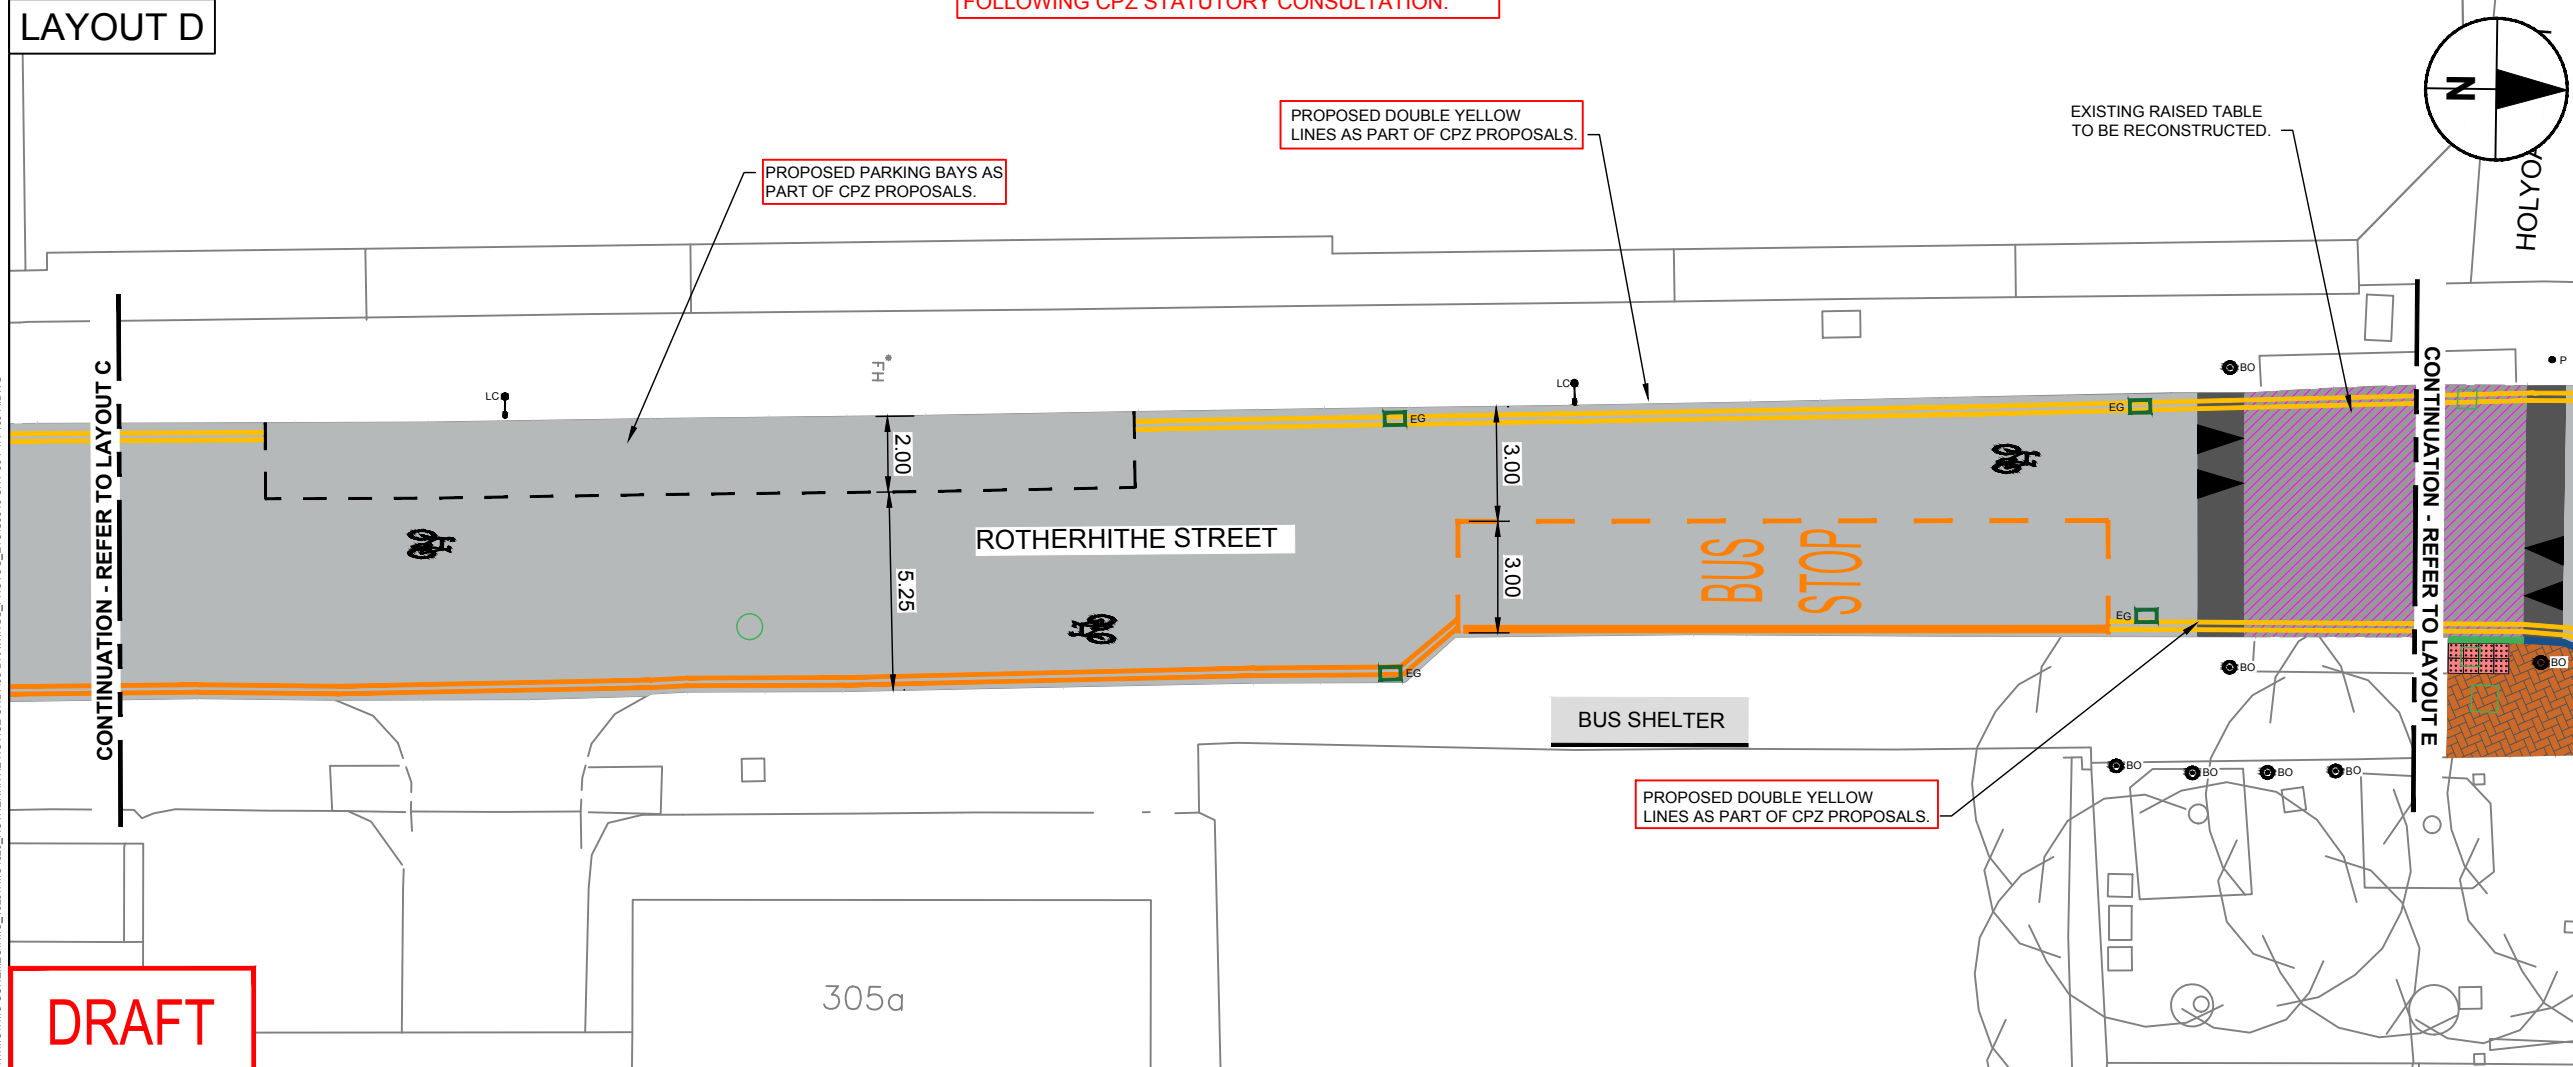 LAYOUT D
FOLLOWING CPZ STATUTORY CONSULTATION.
N
PROPOSED DOUBLE YELLOW
LINES AS PART OF CPZ PROPOSALS.
EXISTING RAISED TABLE
TO BE RECONSTRUCTED.
PROPOSED PARKING BAYS AS
PART OF CPZ PROPOSALS.
CONTINUATION - REFER TO LAYOUT C
LC
FH
LC
BO
P
EG
EG
2.00
3.00
ROTHERHITHE STREET
5.25
3.00
BUS
STOP
CONTINUATION - REFER TO LAYOUT E
EG
EG
BO
BO
BUS SHELTER
BO
BO
BO
BO
PROPOSED DOUBLE YELLOW
LINES AS PART OF CPZ PROPOSALS.
305a
DRAFT